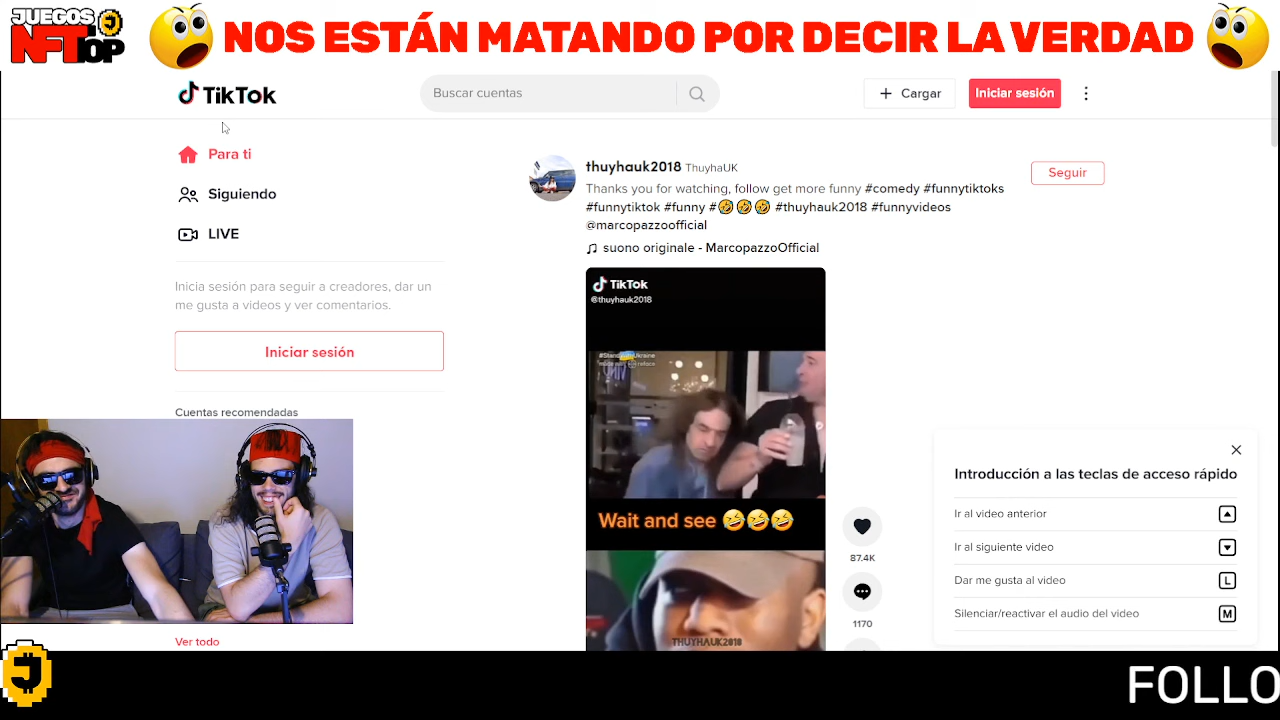 JUEGOS
NFT TOP
NOS ESTÁN MATANDO POR DECIR LA VERDAD
TikTok
Buscar cuentas
Cargar
Iniciar sesión
Para ti
Siguiendo
LIVE
Inicia sesión para seguir a creadores, dar un
me gusta a videos y ver comentarios.
Iniciar sesión
Cuentas recomendadas
Ver todo
thuyhauk2018 ThuyhaUK
Seguir
Thanks you for watching, follow get more funny #comedy #funnytiktoks
#funnytiktok #funny #🤣🤣🤣 #thuyhauk2018 #funnyvideos
@marcopazzoofficial
suono originale - MarcopazzoOfficial
TikTok
@thuyhauk2018
#StandwithUkraine
Wait and see 🤣🤣🤣
THUYHAUK2018
87.4K
1170
Introducción a las teclas de acceso rápido
Ir al video anterior
Ir al siguiente video
Dar me gusta al video L
Silenciar/reactivar el audio del video M
J
FOLLO